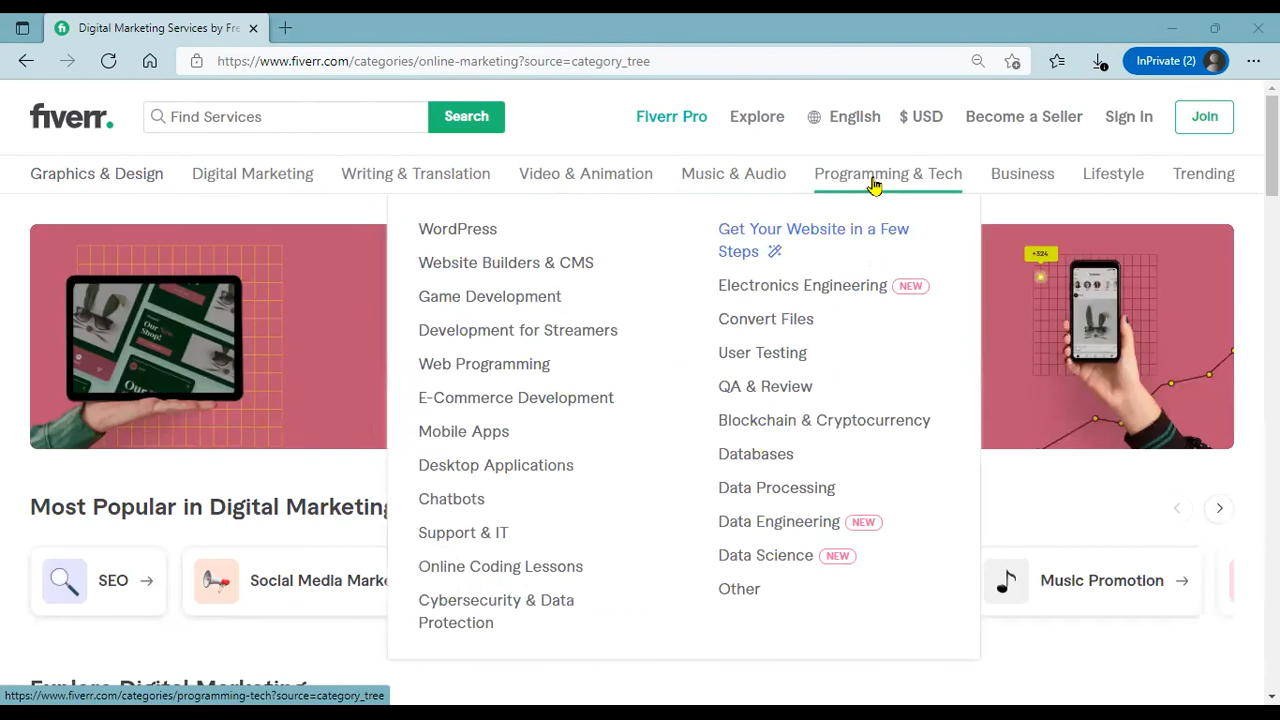 Digital Marketing Services by Fre
https://www.fiverr.com/categories/online-marketing?source=category_tree
InPrivate (2)
fiverr.
Find Services
Search
Fiverr Pro
Explore
English
$ USD
Become a Seller
Sign In
Join
Graphics & Design
Digital Marketing
Writing & Translation
Video & Animation
Music & Audio
Programming & Tech
Business
Lifestyle
Trending
WordPress
Website Builders & CMS
Game Development
Development for Streamers
Web Programming
E-Commerce Development
Mobile Apps
Desktop Applications
Chatbots
Support & IT
Online Coding Lessons
Cybersecurity & Data
Protection
Get Your Website in a Few
Steps
Electronics Engineering NEW
Convert Files
User Testing
QA & Review
Blockchain & Cryptocurrency
Databases
Data Processing
Data Engineering NEW
Data Science NEW
Other
Our
Shop!
+324
Most Popular in Digital Marketing
SEO
Social Media Marke
Music Promotion
Explore Digital Marketing
https://www.fiverr.com/categories/programming-tech?source=category_tree